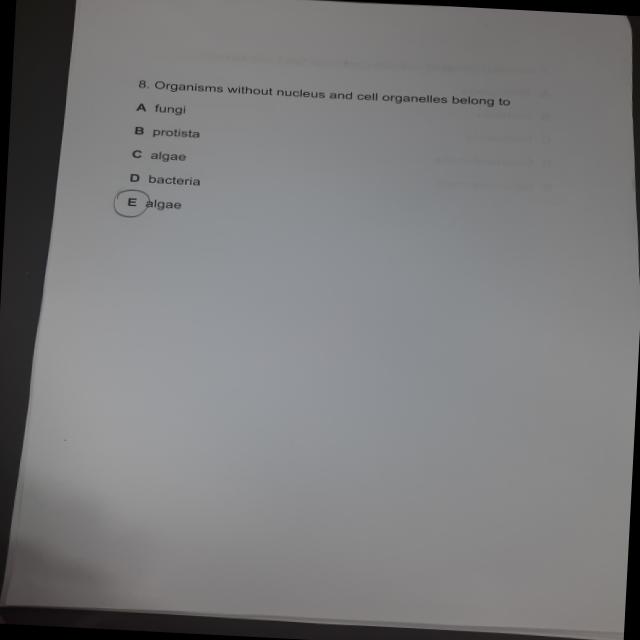 8. Organisms without nucleus and cell organelles belong to
A fungi
B protista
C algae
D bacteria
E algae